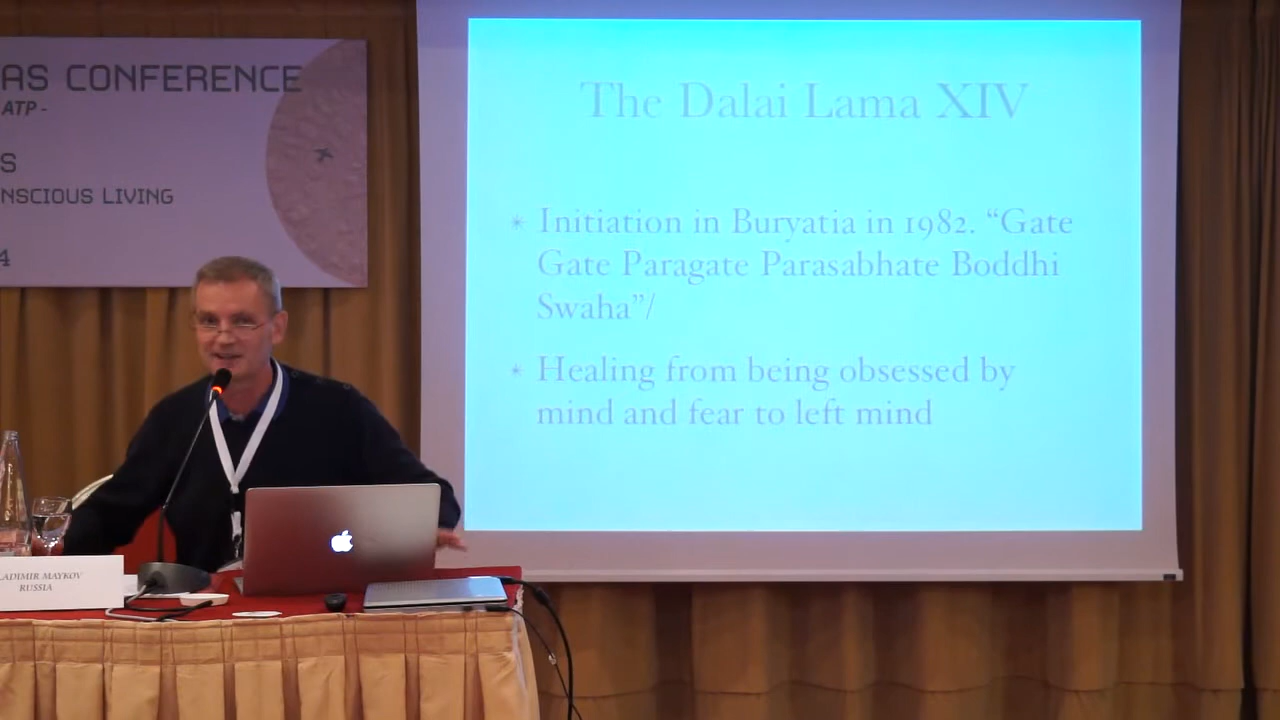 AS CONFERENCE
ATP -
S
NSCIOUS LIVING
4
The Dalai Lama XIV
* Initiation in Buryatia in 1982. “Gate
Gate Paragate Parasabhate Boddhi
Swaha”/
* Healing from being obsessed by
mind and fear to left mind
LADIMIR MAYKOV
RUSSIA